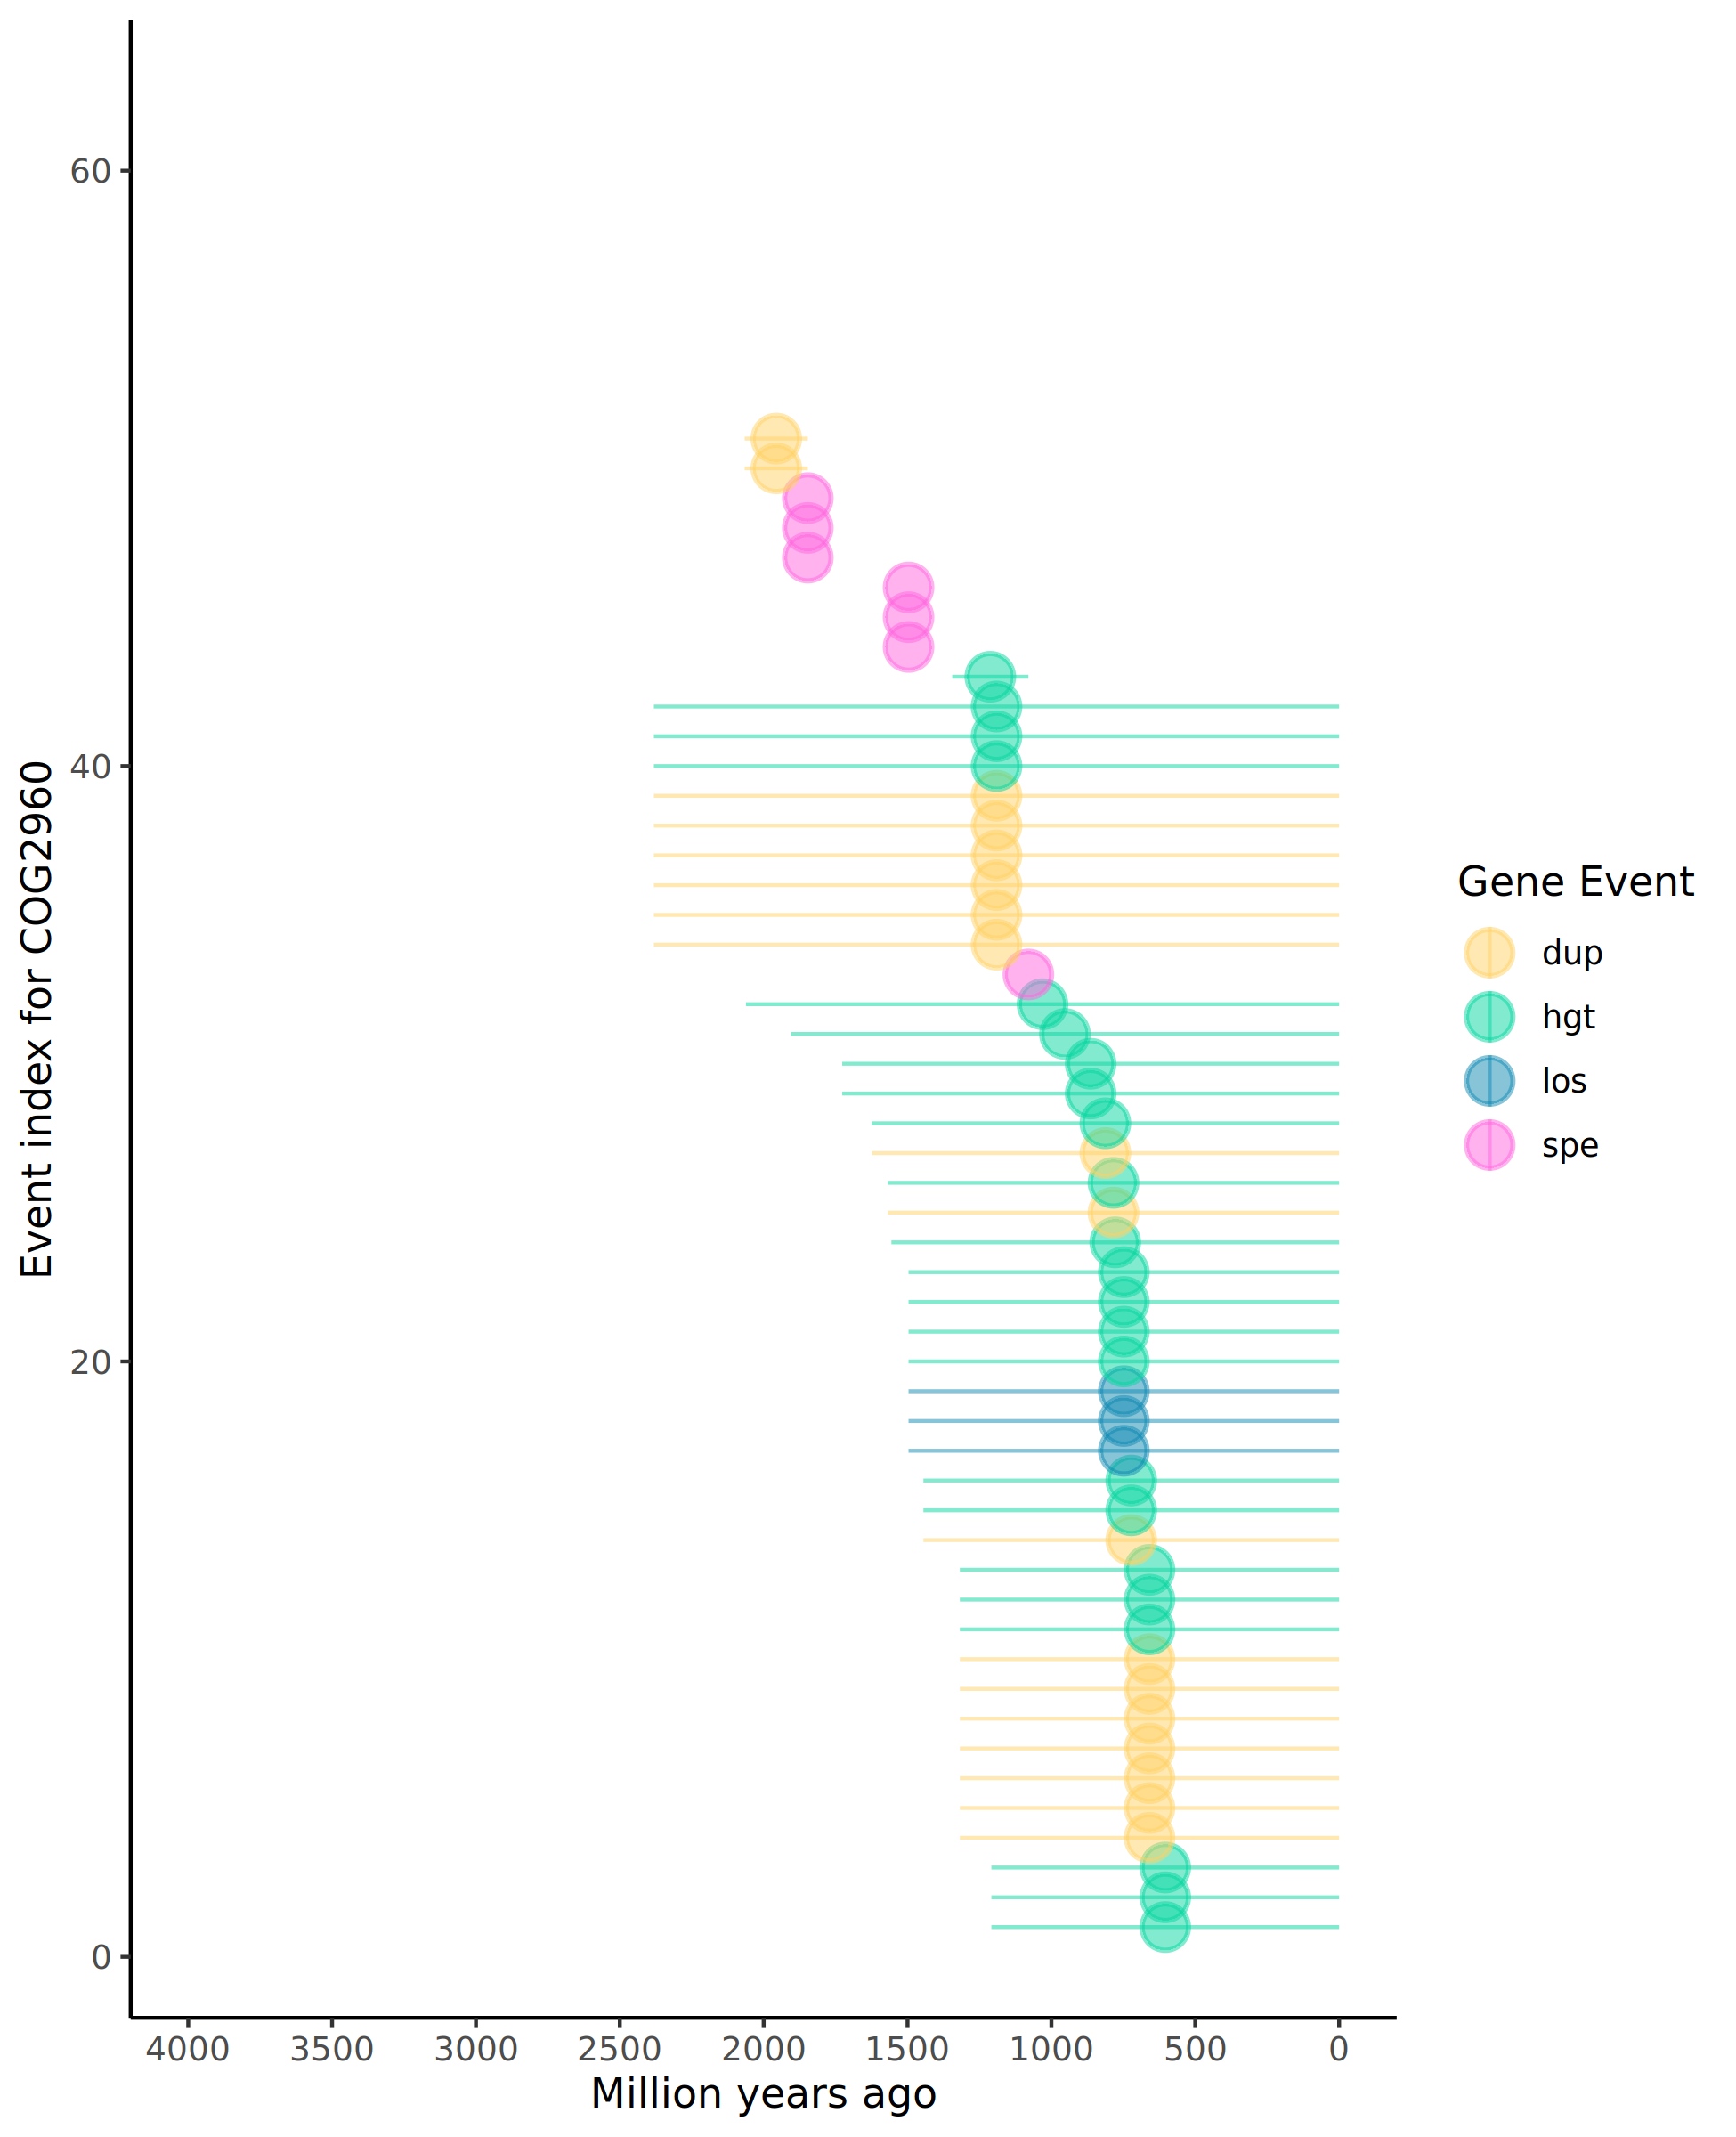 Event index for COG2960
60
40
20
0
4000 3500 3000 2500 2000 1500 1000 500 0
Million years ago
Gene Event
dup
hgt
los
spe